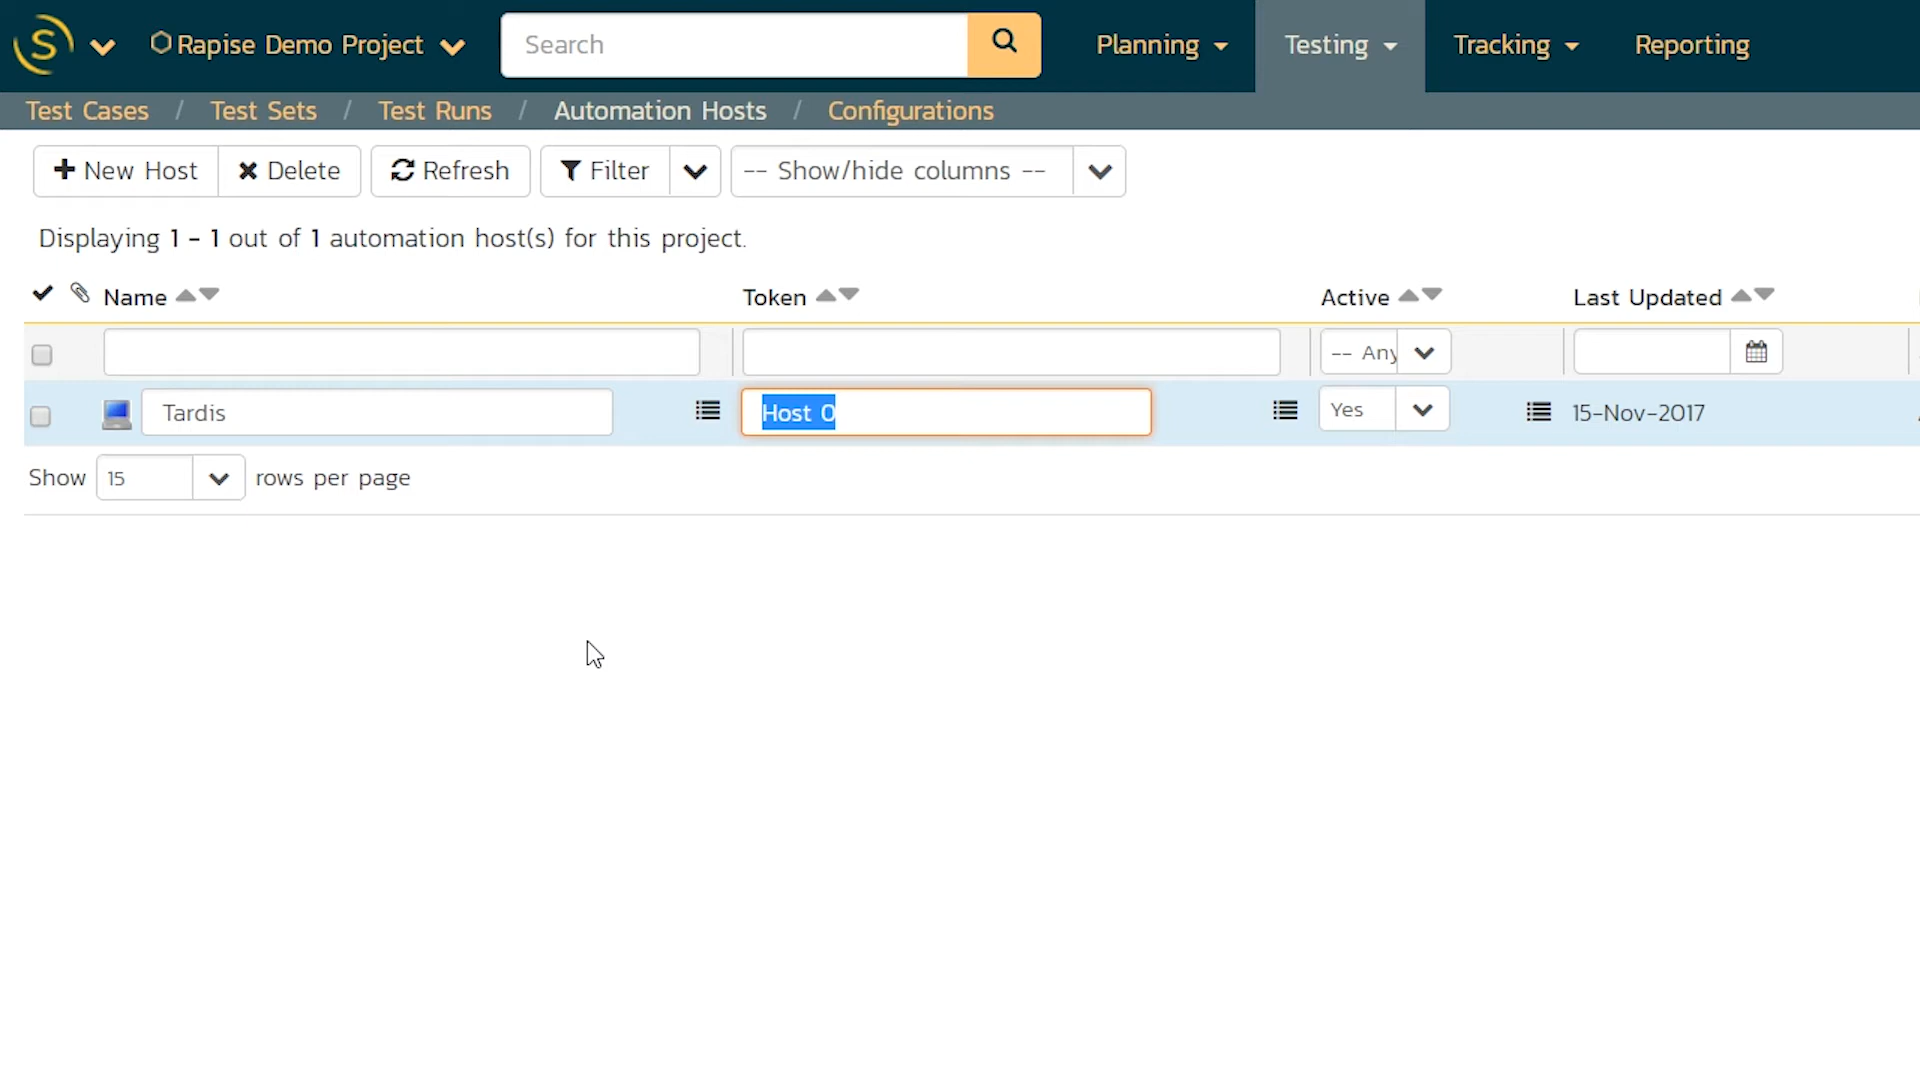 S Rapise Demo Project Search Planning Testing Tracking Reporting
Test Cases / Test Sets / Test Runs / Automation Hosts / Configurations
New Host Delete Refresh Filter -- Show/hide columns --
Displaying 1 - 1 out of 1 automation host(s) for this project.
Name Token Active Last Updated
-- Any
Tardis Host 0 Yes 15-Nov-2017
Show 15 rows per page